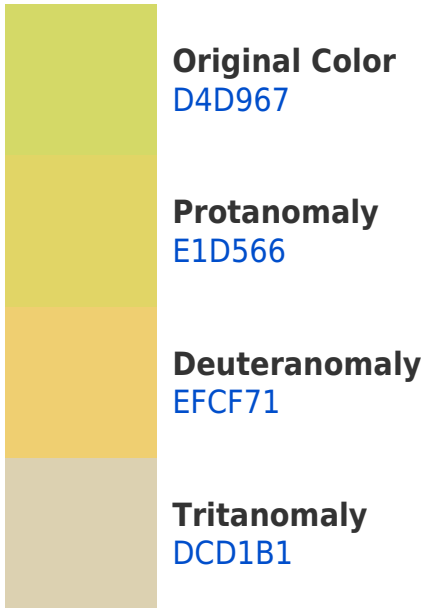 Original Color
D4D967
Protanomaly
E1D566
Deuteranomaly
EFCF71
Tritanomaly
DCD1B1